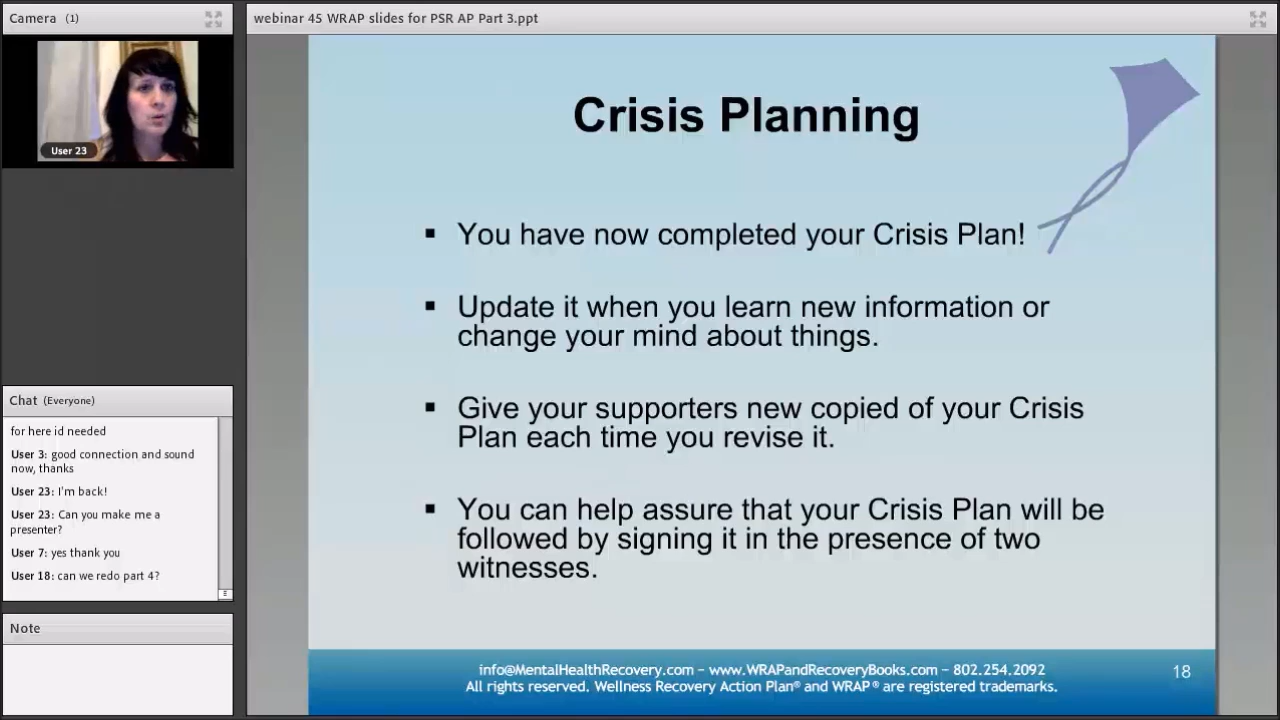 Camera (1)
User 23
Chat (Everyone)
for here id needed
User 3: good connection and sound
now, thanks
User 23: I'm back!
User 23: Can you make me a
presenter?
User 7: yes thank you
User 18: can we redo part 4?
Note
webinar 45 WRAP slides for PSR AP Part 3.ppt
Crisis Planning
▪ You have now completed your Crisis Plan!
▪ Update it when you learn new information or
change your mind about things.
▪ Give your supporters new copied of your Crisis
Plan each time you revise it.
▪ You can help assure that your Crisis Plan will be
followed by signing it in the presence of two
witnesses.
info@MentalHealthRecovery.com – www.WRAPandRecoveryBooks.com – 802.254.2092
All rights reserved. Wellness Recovery Action Plan® and WRAP® are registered trademarks.
18